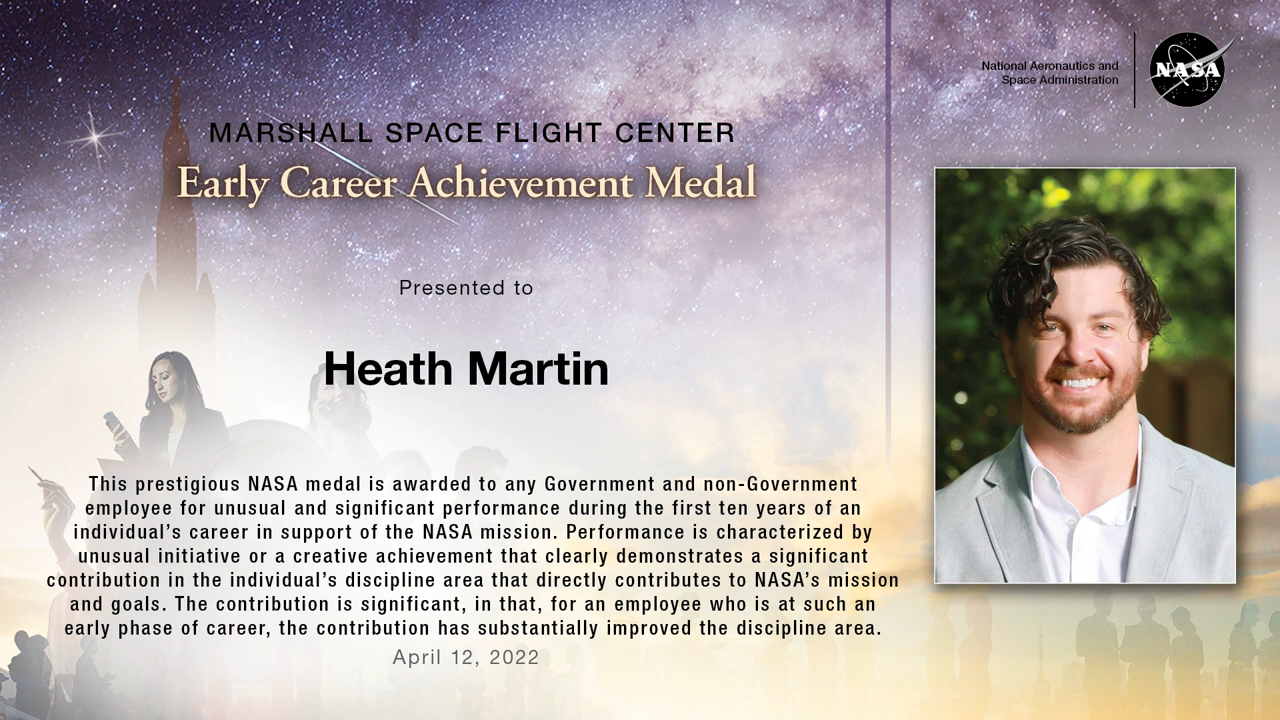 National Aeronautics and
Space Administration
NASA
MARSHALL SPACE FLIGHT CENTER
Early Career Achievement Medal
Presented to
Heath Martin
This prestigious NASA medal is awarded to any Government and non-Government
employee for unusual and significant performance during the first ten years of an
individual’s career in support of the NASA mission. Performance is characterized by
unusual initiative or a creative achievement that clearly demonstrates a significant
contribution in the individual’s discipline area that directly contributes to NASA’s mission
and goals. The contribution is significant, in that, for an employee who is at such an
early phase of career, the contribution has substantially improved the discipline area.
April 12, 2022